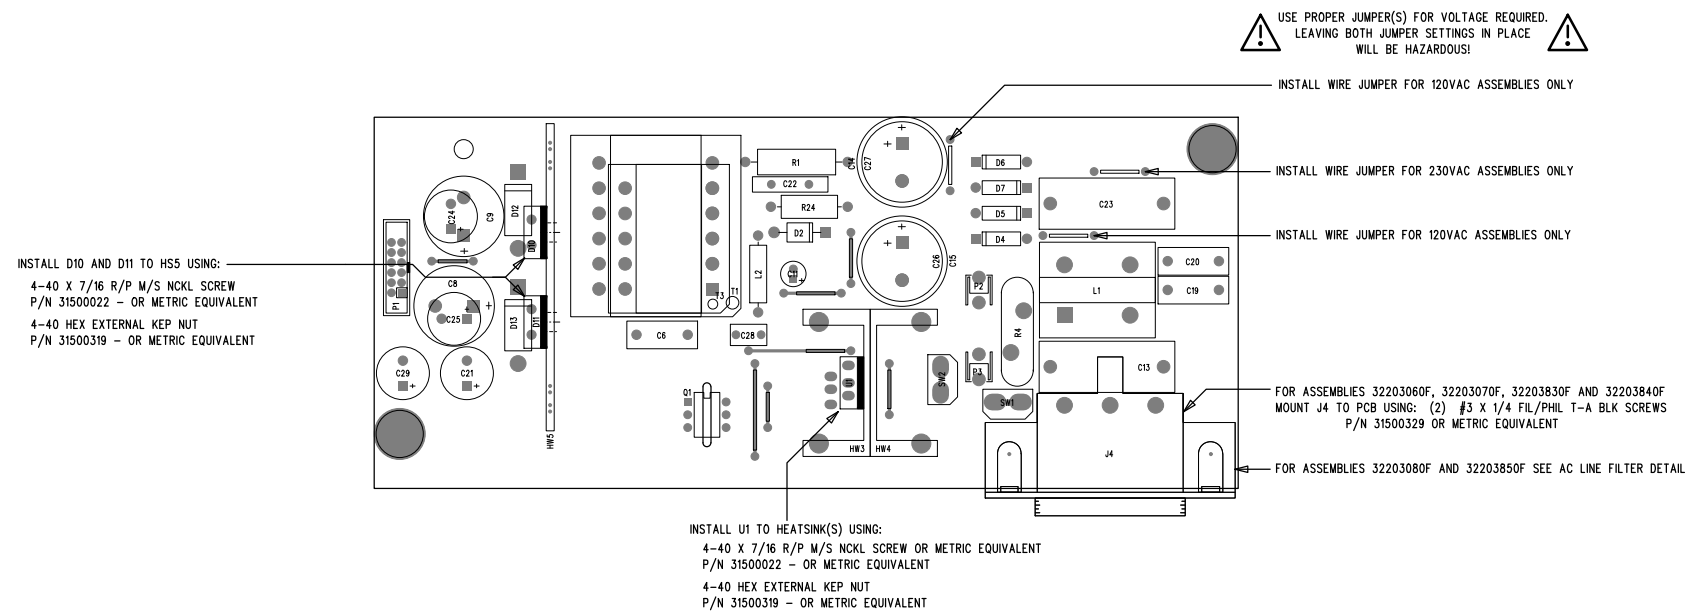 USE PROPER JUMPER(S) FOR VOLTAGE REQUIRED.
LEAVING BOTH JUMPER SETTINGS IN PLACE
WILL BE HAZARDOUS!
INSTALL WIRE JUMPER FOR 120VAC ASSEMBLIES ONLY
INSTALL WIRE JUMPER FOR 230VAC ASSEMBLIES ONLY
INSTALL WIRE JUMPER FOR 120VAC ASSEMBLIES ONLY
INSTALL D10 AND D11 TO HS5 USING:
4-40 X 7/16 R/P M/S NCKL SCREW
P/N 31500022 - OR METRIC EQUIVALENT
4-40 HEX EXTERNAL KEP NUT
P/N 31500319 - OR METRIC EQUIVALENT
FOR ASSEMBLIES 32203060F, 32203070F, 32203830F AND 32203840F
MOUNT J4 TO PCB USING: (2) #3 X 1/4 FIL/PHIL T-A BLK SCREWS
P/N 31500329 OR METRIC EQUIVALENT
FOR ASSEMBLIES 32203080F AND 32203850F SEE AC LINE FILTER DETAIL
INSTALL U1 TO HEATSINK(S) USING:
4-40 X 7/16 R/P M/S NCKL SCREW OR METRIC EQUIVALENT
P/N 31500022 - OR METRIC EQUIVALENT
4-40 HEX EXTERNAL KEP NUT
P/N 31500319 - OR METRIC EQUIVALENT
P1
C24
C9
D12
D10
C8
C25
D13
D11
C29
C21
HW5
R1
C22
R24
D2
L2
C11
T3
T1
C6
C28
Q1
U1
HW3
HW4
C14
C27
C26
C15
D6
D7
D5
D4
C23
C20
C19
L1
P2
P3
R4
SW2
SW1
C13
J4